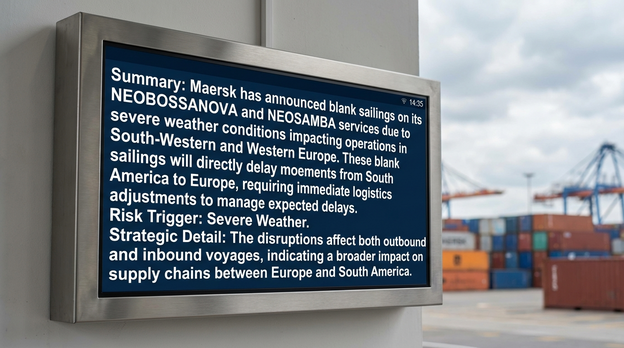 14:35
Summary: Maersk has announced blank sailings on its
NEOBOSSANOVA and NEOSAMBA services due to
severe weather conditions impacting operations in
South-Western and Western Europe. These blank
sailings will directly delay moements from South
America to Europe, requiring immediate logistics
adjustments to manage expected delays.
Risk Trigger: Severe Weather.
Strategic Detail: The disruptions affect both outbound
and inbound voyages, indicating a broader impact on
supply chains between Europe and South America.